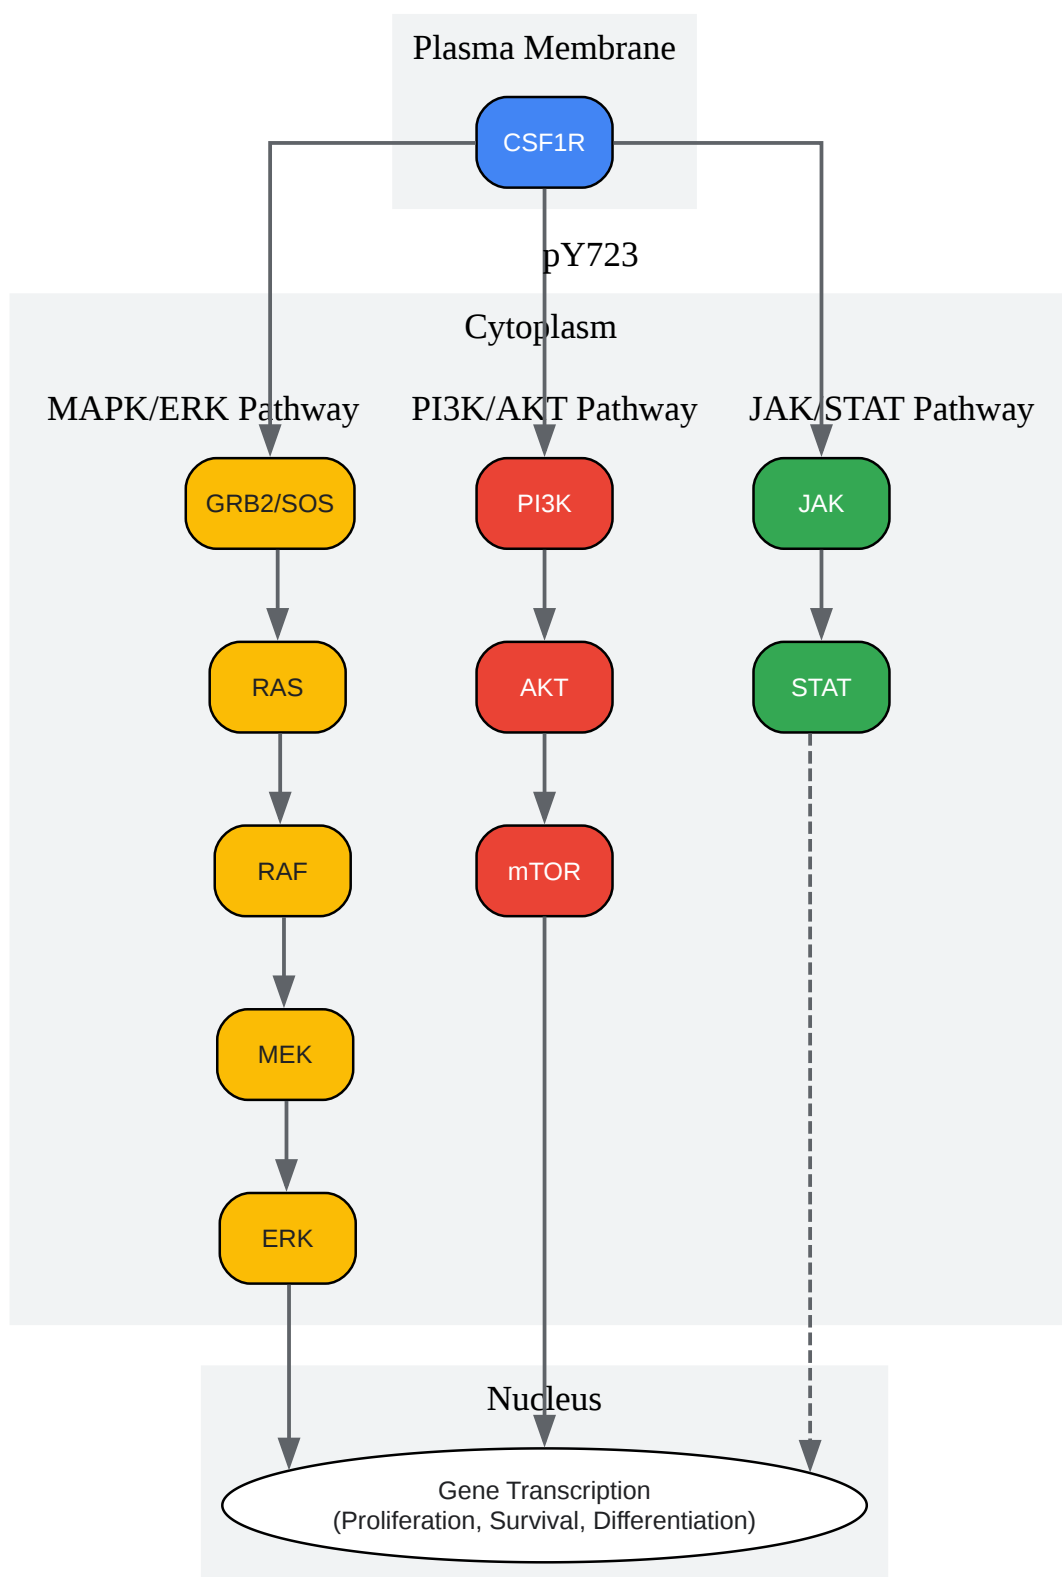 Plasma Membrane
CSF1R
pY723
Cytoplasm
MAPK/ERK Pathway
PI3K/AKT Pathway
JAK/STAT Pathway
GRB2/SOS
PI3K
JAK
RAS
AKT
STAT
RAF
mTOR
MEK
ERK
Nucleus
Gene Transcription
(Proliferation, Survival, Differentiation)